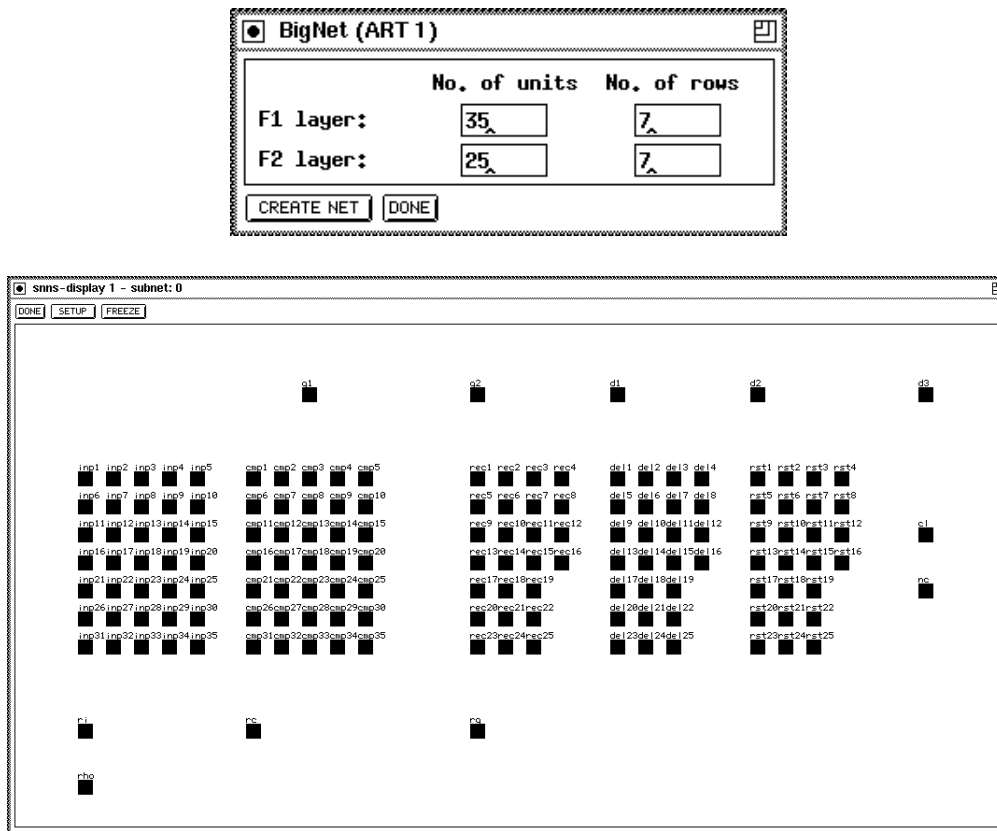 BigNet (ART 1)
No. of units No. of rows
F1 layer: 35 7
F2 layer: 25 7
CREATE NET DONE
snns-display 1 - subnet: 0
DONE SETUP FREEZE
g1 g2 d1 d2 d3
inp1 inp2 inp3 inp4 inp5 cmp1 cmp2 cmp3 cmp4 cmp5 rec1 rec2 rec3 rec4 del1 del2 del3 del4 rst1 rst2 rst3 rst4
inp6 inp7 inp8 inp9 inp10 cmp6 cmp7 cmp8 cmp9 cmp10 rec5 rec6 rec7 rec8 del5 del6 del7 del8 rst5 rst6 rst7 rst8
inp11 inp12 inp13 inp14 inp15 cmp11 cmp12 cmp13 cmp14 cmp15 rec9 rec10 rec11 rec12 del9 del10 del11 del12 rst9 rst10 rst11 rst12 cl
inp16 inp17 inp18 inp19 inp20 cmp16 cmp17 cmp18 cmp19 cmp20 rec13 rec14 rec15 rec16 del13 del14 del15 del16 rst13 rst14 rst15 rst16
inp21 inp22 inp23 inp24 inp25 cmp21 cmp22 cmp23 cmp24 cmp25 rec17 rec18 rec19 del17 del18 del19 rst17 rst18 rst19 nc
inp26 inp27 inp28 inp29 inp30 cmp26 cmp27 cmp28 cmp29 cmp30 rec20 rec21 rec22 del20 del21 del22 rst20 rst21 rst22
inp31 inp32 inp33 inp34 inp35 cmp31 cmp32 cmp33 cmp34 cmp35 rec23 rec24 rec25 del23 del24 del25 rst23 rst24 rst25
ri rc rg
rho